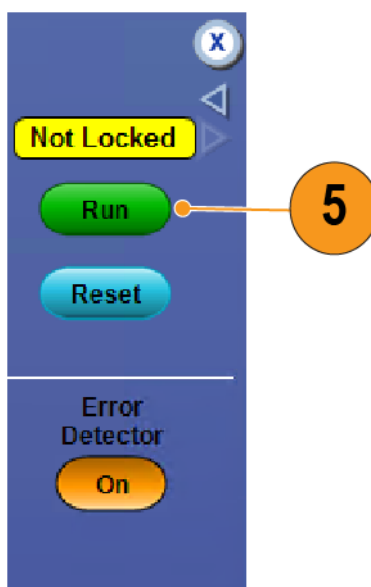 X
Not Locked
Run
5
Reset
Error
Detector
On